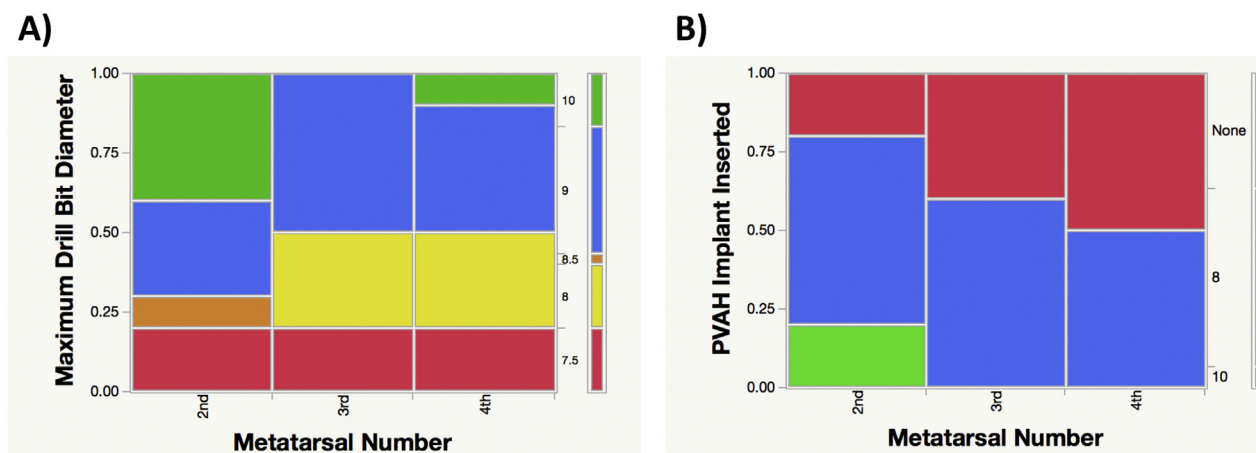 A)
Maximum Drill Bit Diameter
1.00
0.75
0.50
0.25
0.00
10
9
8.5
8
7.5
2nd
3rd
4th
Metatarsal Number
B)
PVAH Implant Inserted
1.00
0.75
0.50
0.25
0.00
None
8
10
2nd
3rd
4th
Metatarsal Number